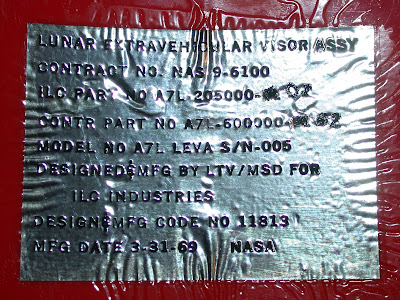 LUNAR EXTRAVEHICULAR VISOR ASSY
CONTRACT NO. NAS 9-6100
ILC PART NO A7L-205000- 02
CONTR PART NO A7L-600000- 52
MODEL NO A7L LEVA S/N-005
DESIGNED&MFG BY LTV/MSD FOR
ILC INDUSTRIES
DESIGN&MFG CODE NO 11813
MFG DATE 3-31-69 NASA